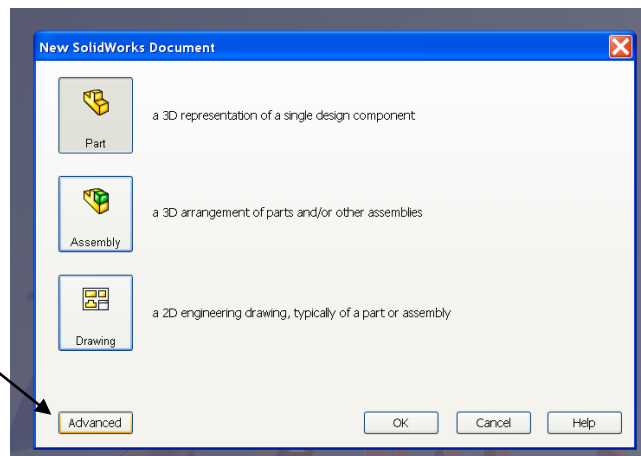 New SolidWorks Document
Part
a 3D representation of a single design component
Assembly
a 3D arrangement of parts and/or other assemblies
Drawing
a 2D engineering drawing, typically of a part or assembly
Advanced OK Cancel Help